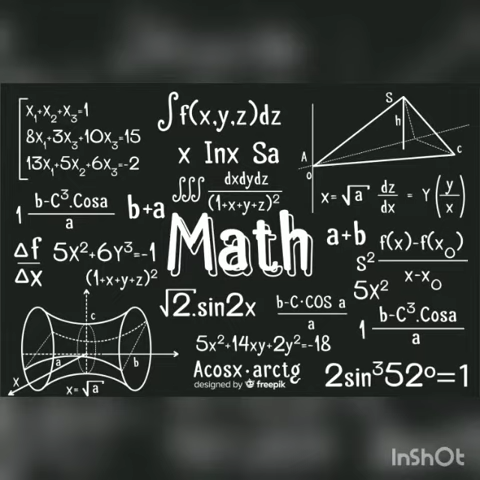 x₁+x₂+x₃=1
8x₁+3x₂+10x₃=15
13x₁+5x₂+6x₃=-2
∫f(x,y,z)dz
x Inx Sa
∭ dxdydz
(1+x+y+z)²
S
h
A
o
c
x=√a dz/dx = Y(y/x)
1 b-C³.Cosa
a
b+a
Math
a+b
S² f(x)-f(x₀)
x-x₀
Δf
Δx
5X²+6Y³=-1
(1+x+y+z)²
5X²
√2.sin2x
b-C·COS a
a
1 b-C³.Cosa
a
c
a
b
x
x=√a
5x²+14xy+2y²=-18
Acosx·arctg
designed by freepik
2sin³52º=1
InShOt